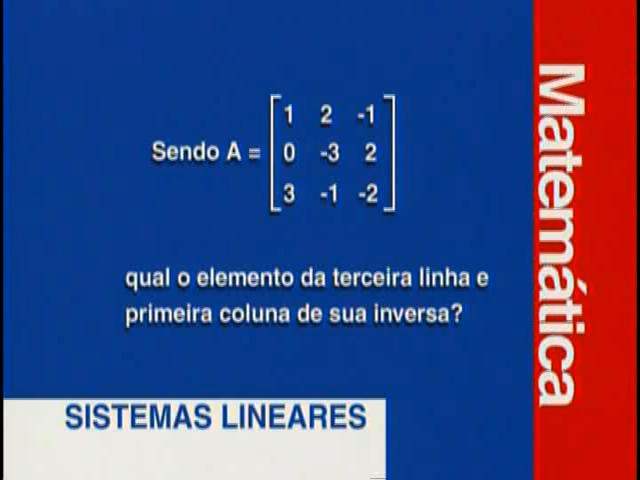 Sendo A = [1 2 -1
0 -3 2
3 -1 -2]
qual o elemento da terceira linha e
primeira coluna de sua inversa?
SISTEMAS LINEARES
Matemática